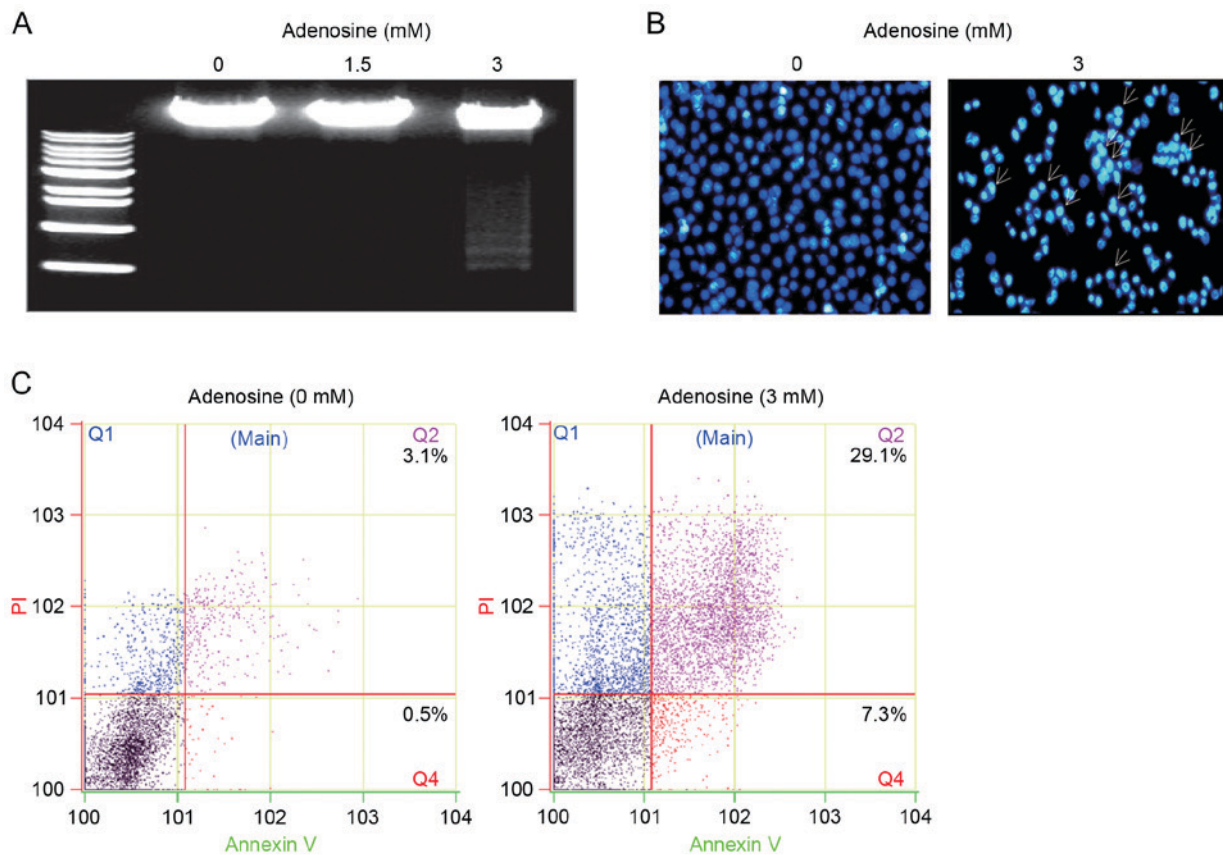 A
Adenosine (mM)
0 1.5 3
B
Adenosine (mM)
0 3
C
Adenosine (0 mM)
104
103
102
101
100
PI
Q1 (Main) Q2
3.1%
0.5%
Q4
100 101 102 103 104
Annexin V
Adenosine (3 mM)
104
103
102
101
100
PI
Q1 (Main) Q2
29.1%
7.3%
Q4
100 101 102 103 104
Annexin V